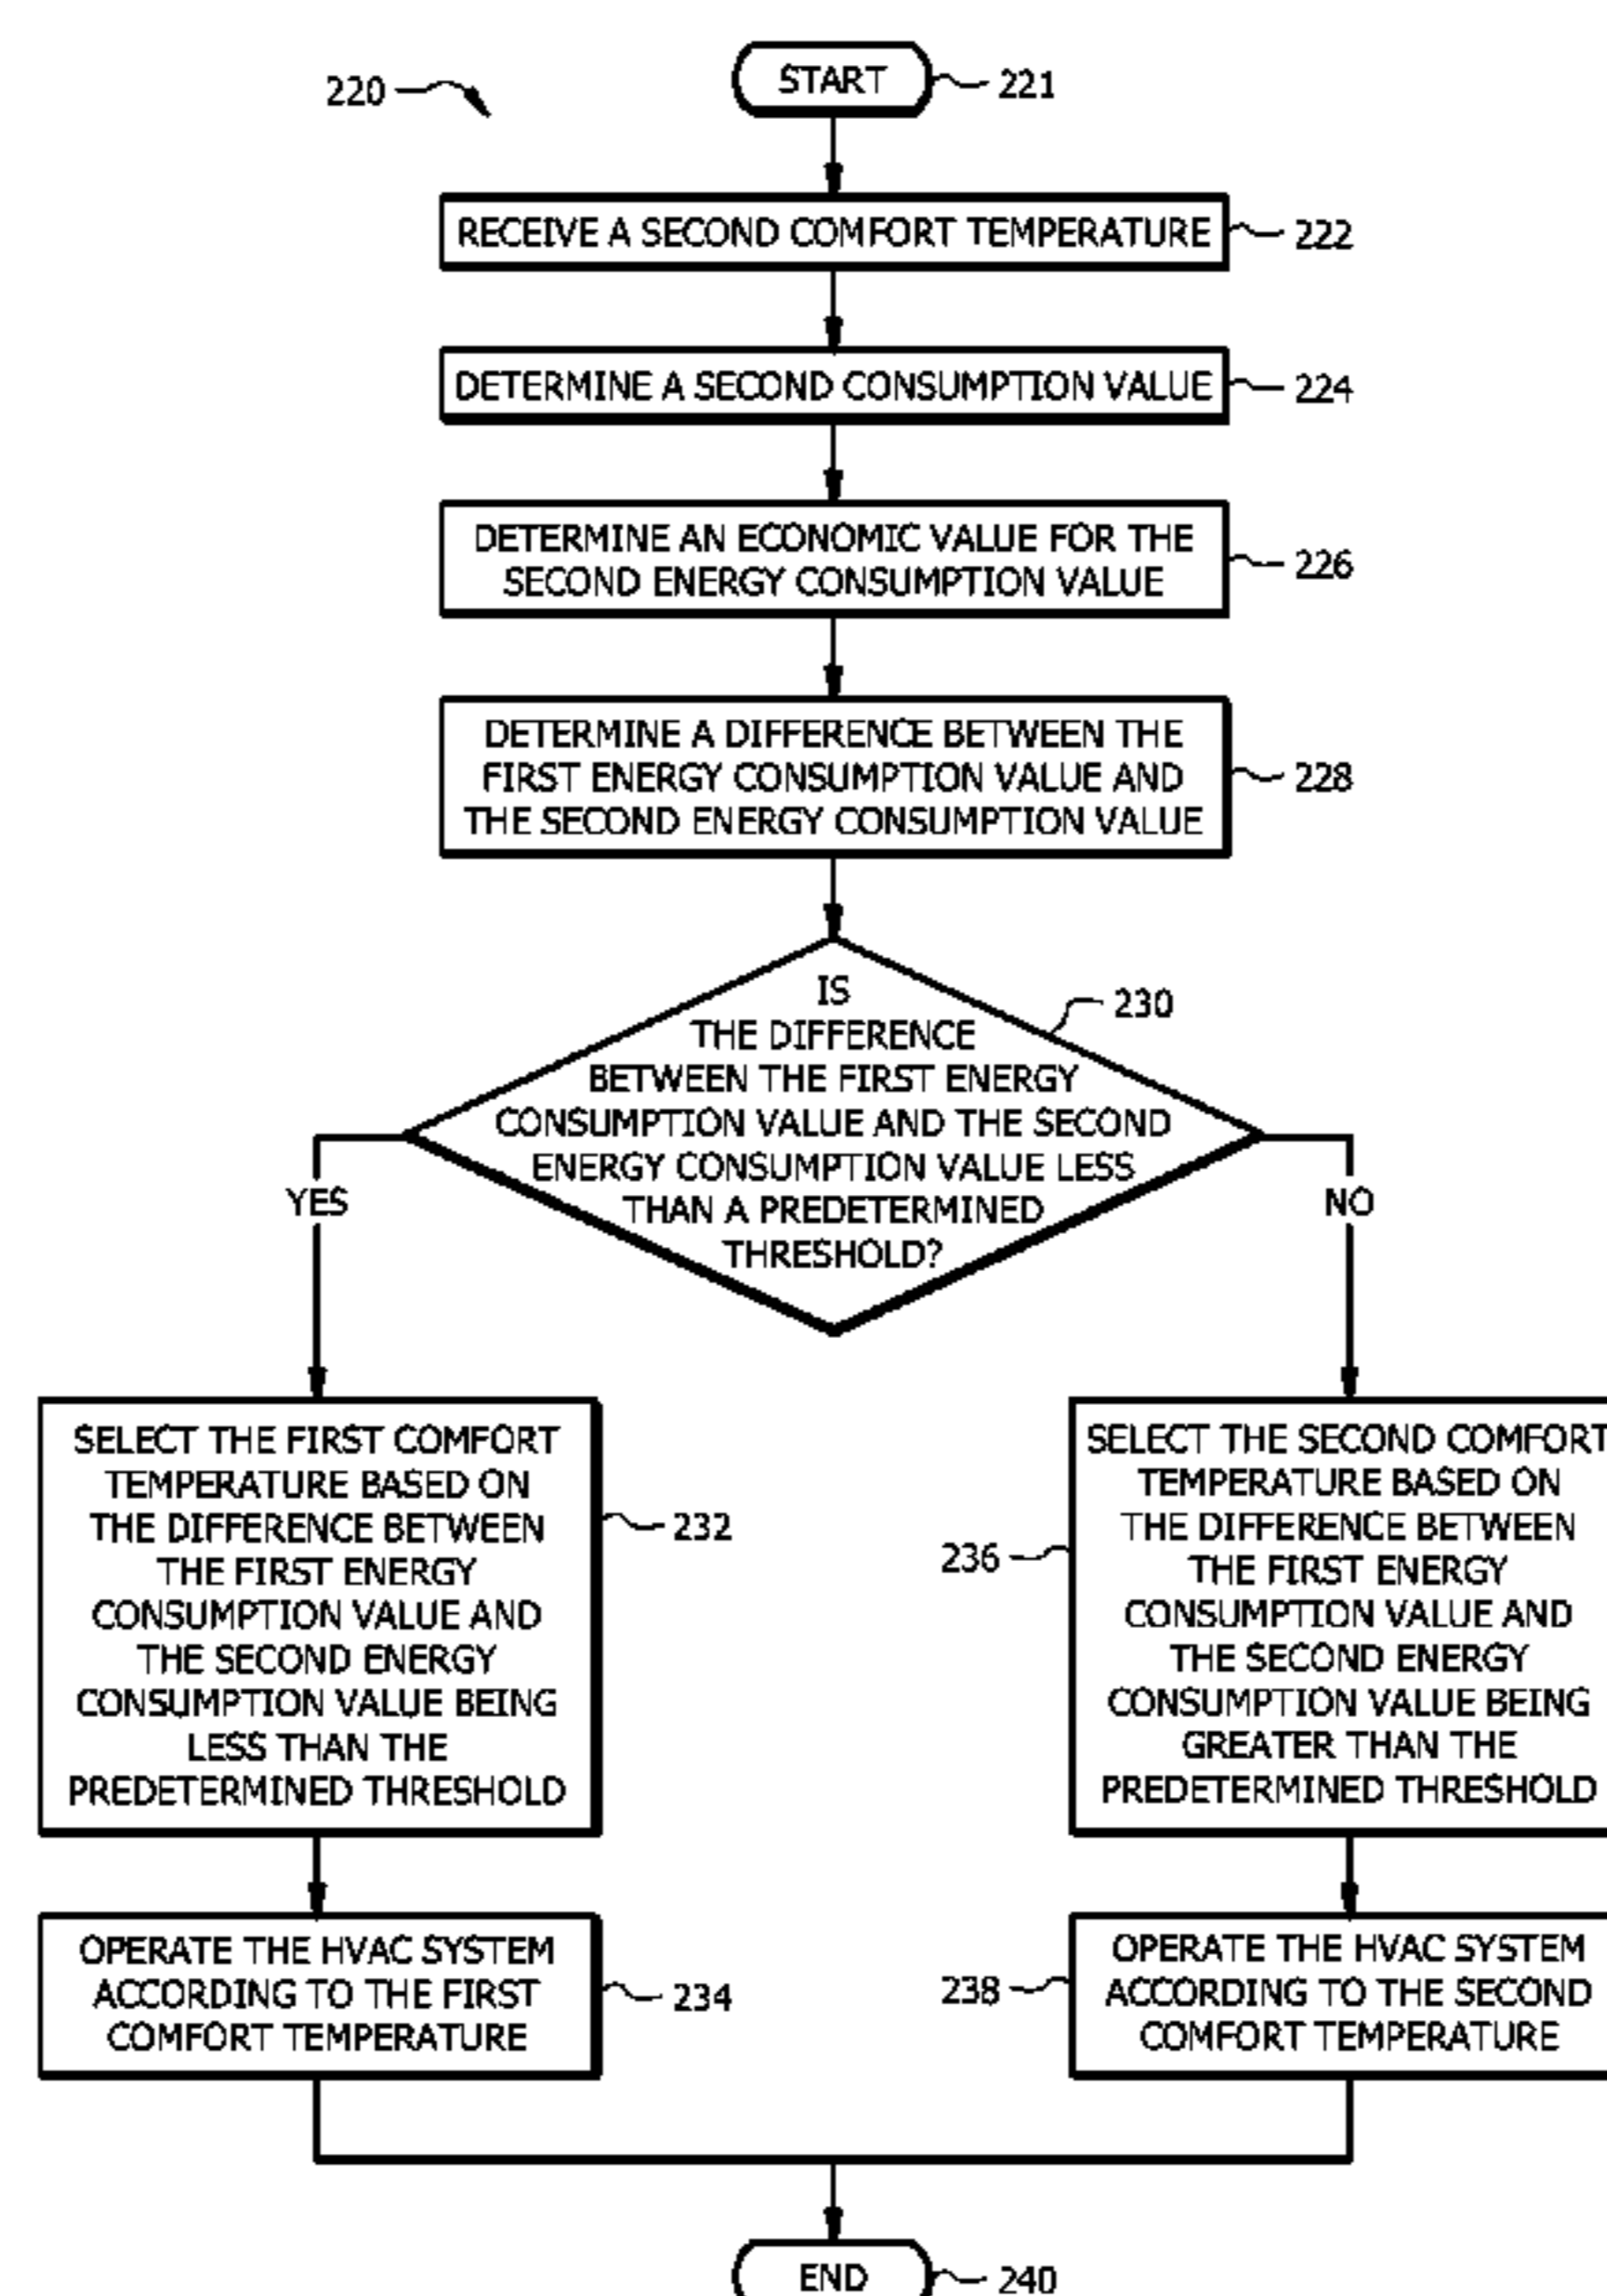 220
START
221
RECEIVE A SECOND COMFORT TEMPERATURE
222
DETERMINE A SECOND CONSUMPTION VALUE
224
DETERMINE AN ECONOMIC VALUE FOR THE
SECOND ENERGY CONSUMPTION VALUE
226
DETERMINE A DIFFERENCE BETWEEN THE
FIRST ENERGY CONSUMPTION VALUE AND
THE SECOND ENERGY CONSUMPTION VALUE
228
IS
THE DIFFERENCE
BETWEEN THE FIRST ENERGY
CONSUMPTION VALUE AND THE SECOND
ENERGY CONSUMPTION VALUE LESS
THAN A PREDETERMINED
THRESHOLD?
230
YES
NO
SELECT THE FIRST COMFORT
TEMPERATURE BASED ON
THE DIFFERENCE BETWEEN
THE FIRST ENERGY
CONSUMPTION VALUE AND
THE SECOND ENERGY
CONSUMPTION VALUE BEING
LESS THAN THE
PREDETERMINED THRESHOLD
232
SELECT THE SECOND COMFORT
TEMPERATURE BASED ON
THE DIFFERENCE BETWEEN
THE FIRST ENERGY
CONSUMPTION VALUE AND
THE SECOND ENERGY
CONSUMPTION VALUE BEING
GREATER THAN THE
PREDETERMINED THRESHOLD
236
OPERATE THE HVAC SYSTEM
ACCORDING TO THE FIRST
COMFORT TEMPERATURE
234
OPERATE THE HVAC SYSTEM
ACCORDING TO THE SECOND
COMFORT TEMPERATURE
238
END
240